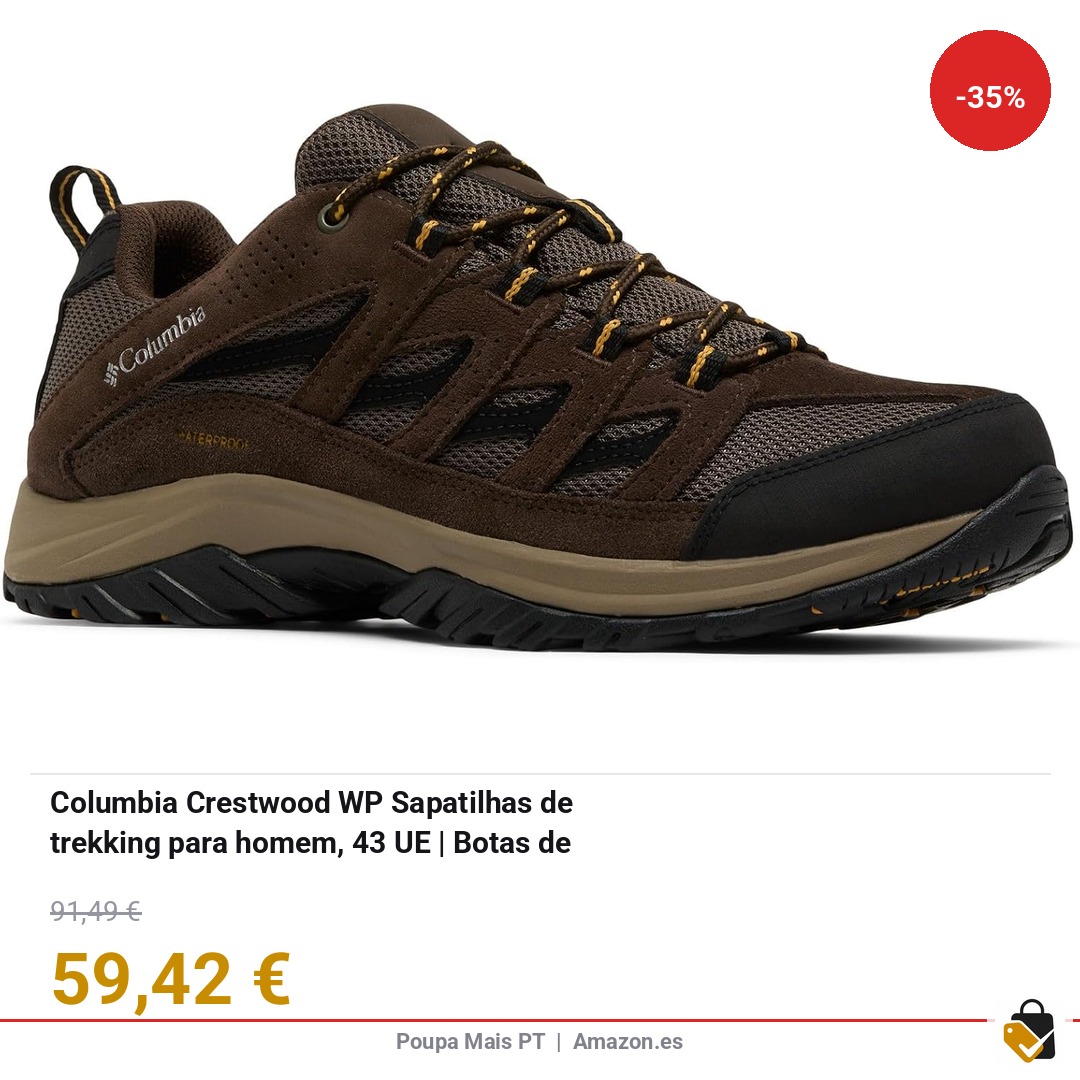 -35%
Columbia
WATERPROOF
Columbia Crestwood WP Sapatilhas de
trekking para homem, 43 UE | Botas de
91,49 €
59,42 €
Poupa Mais PT | Amazon.es